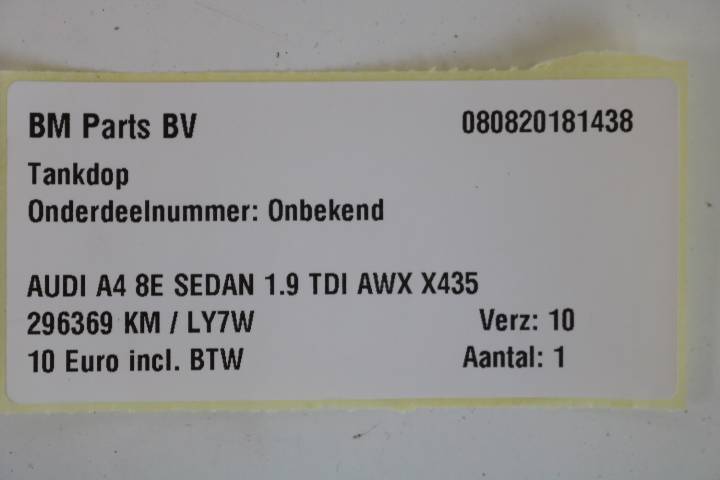 BM Parts BV 080820181438
Tankdop
Onderdeelnummer: Onbekend
AUDI A4 8E SEDAN 1.9 TDI AWX X435
296369 KM / LY7W Verz: 10
10 Euro incl. BTW Aantal: 1